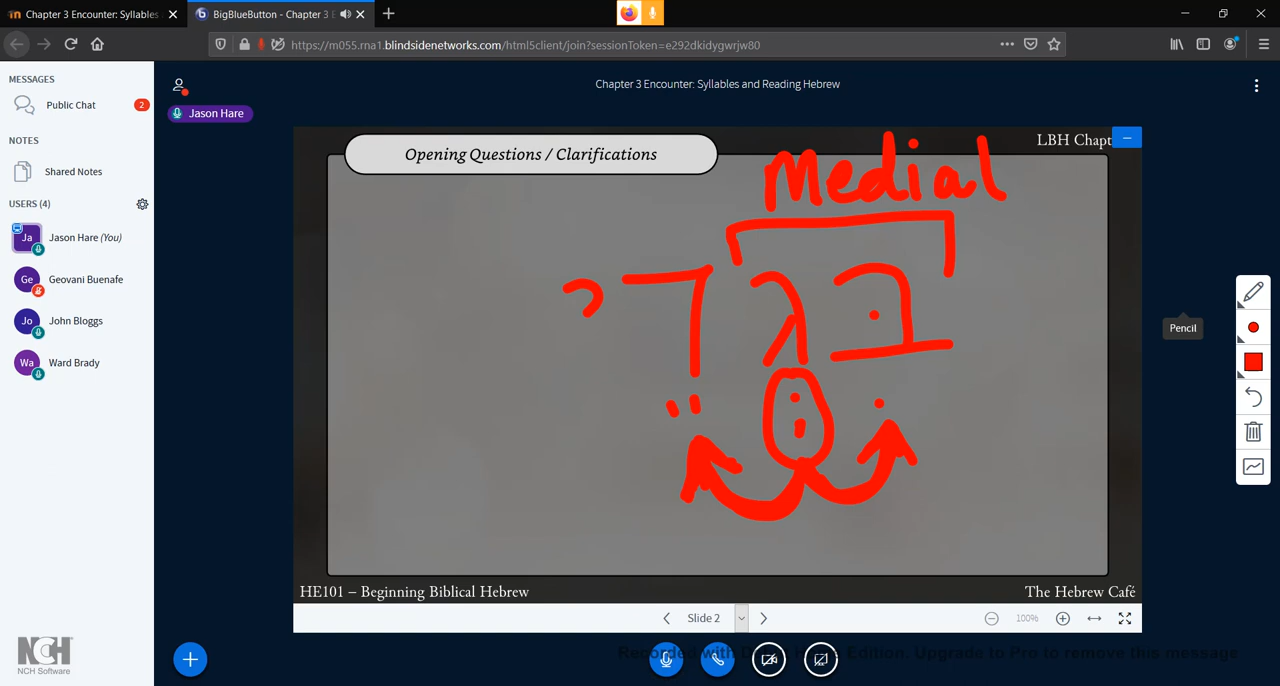 Chapter 3 Encounter: Syllables
BigBlueButton - Chapter 3 E
https://m055.rna1.blindsidenetworks.com/html5client/join?sessionToken=e292dkidygwrjw80
MESSAGES
Public Chat
2
NOTES
Shared Notes
USERS (4)
Ja
Jason Hare (You)
Ge
Geovani Buenafe
Jo
John Bloggs
Wa
Ward Brady
NCH
NCH Software
Chapter 3 Encounter: Syllables and Reading Hebrew
Jason Hare
LBH Chapt
Opening Questions / Clarifications
Medial
בִּגְדֵי
Pencil
HE101 – Beginning Biblical Hebrew
The Hebrew Café
Slide 2
100%
Edition. Upgrade to Pro to remove this message